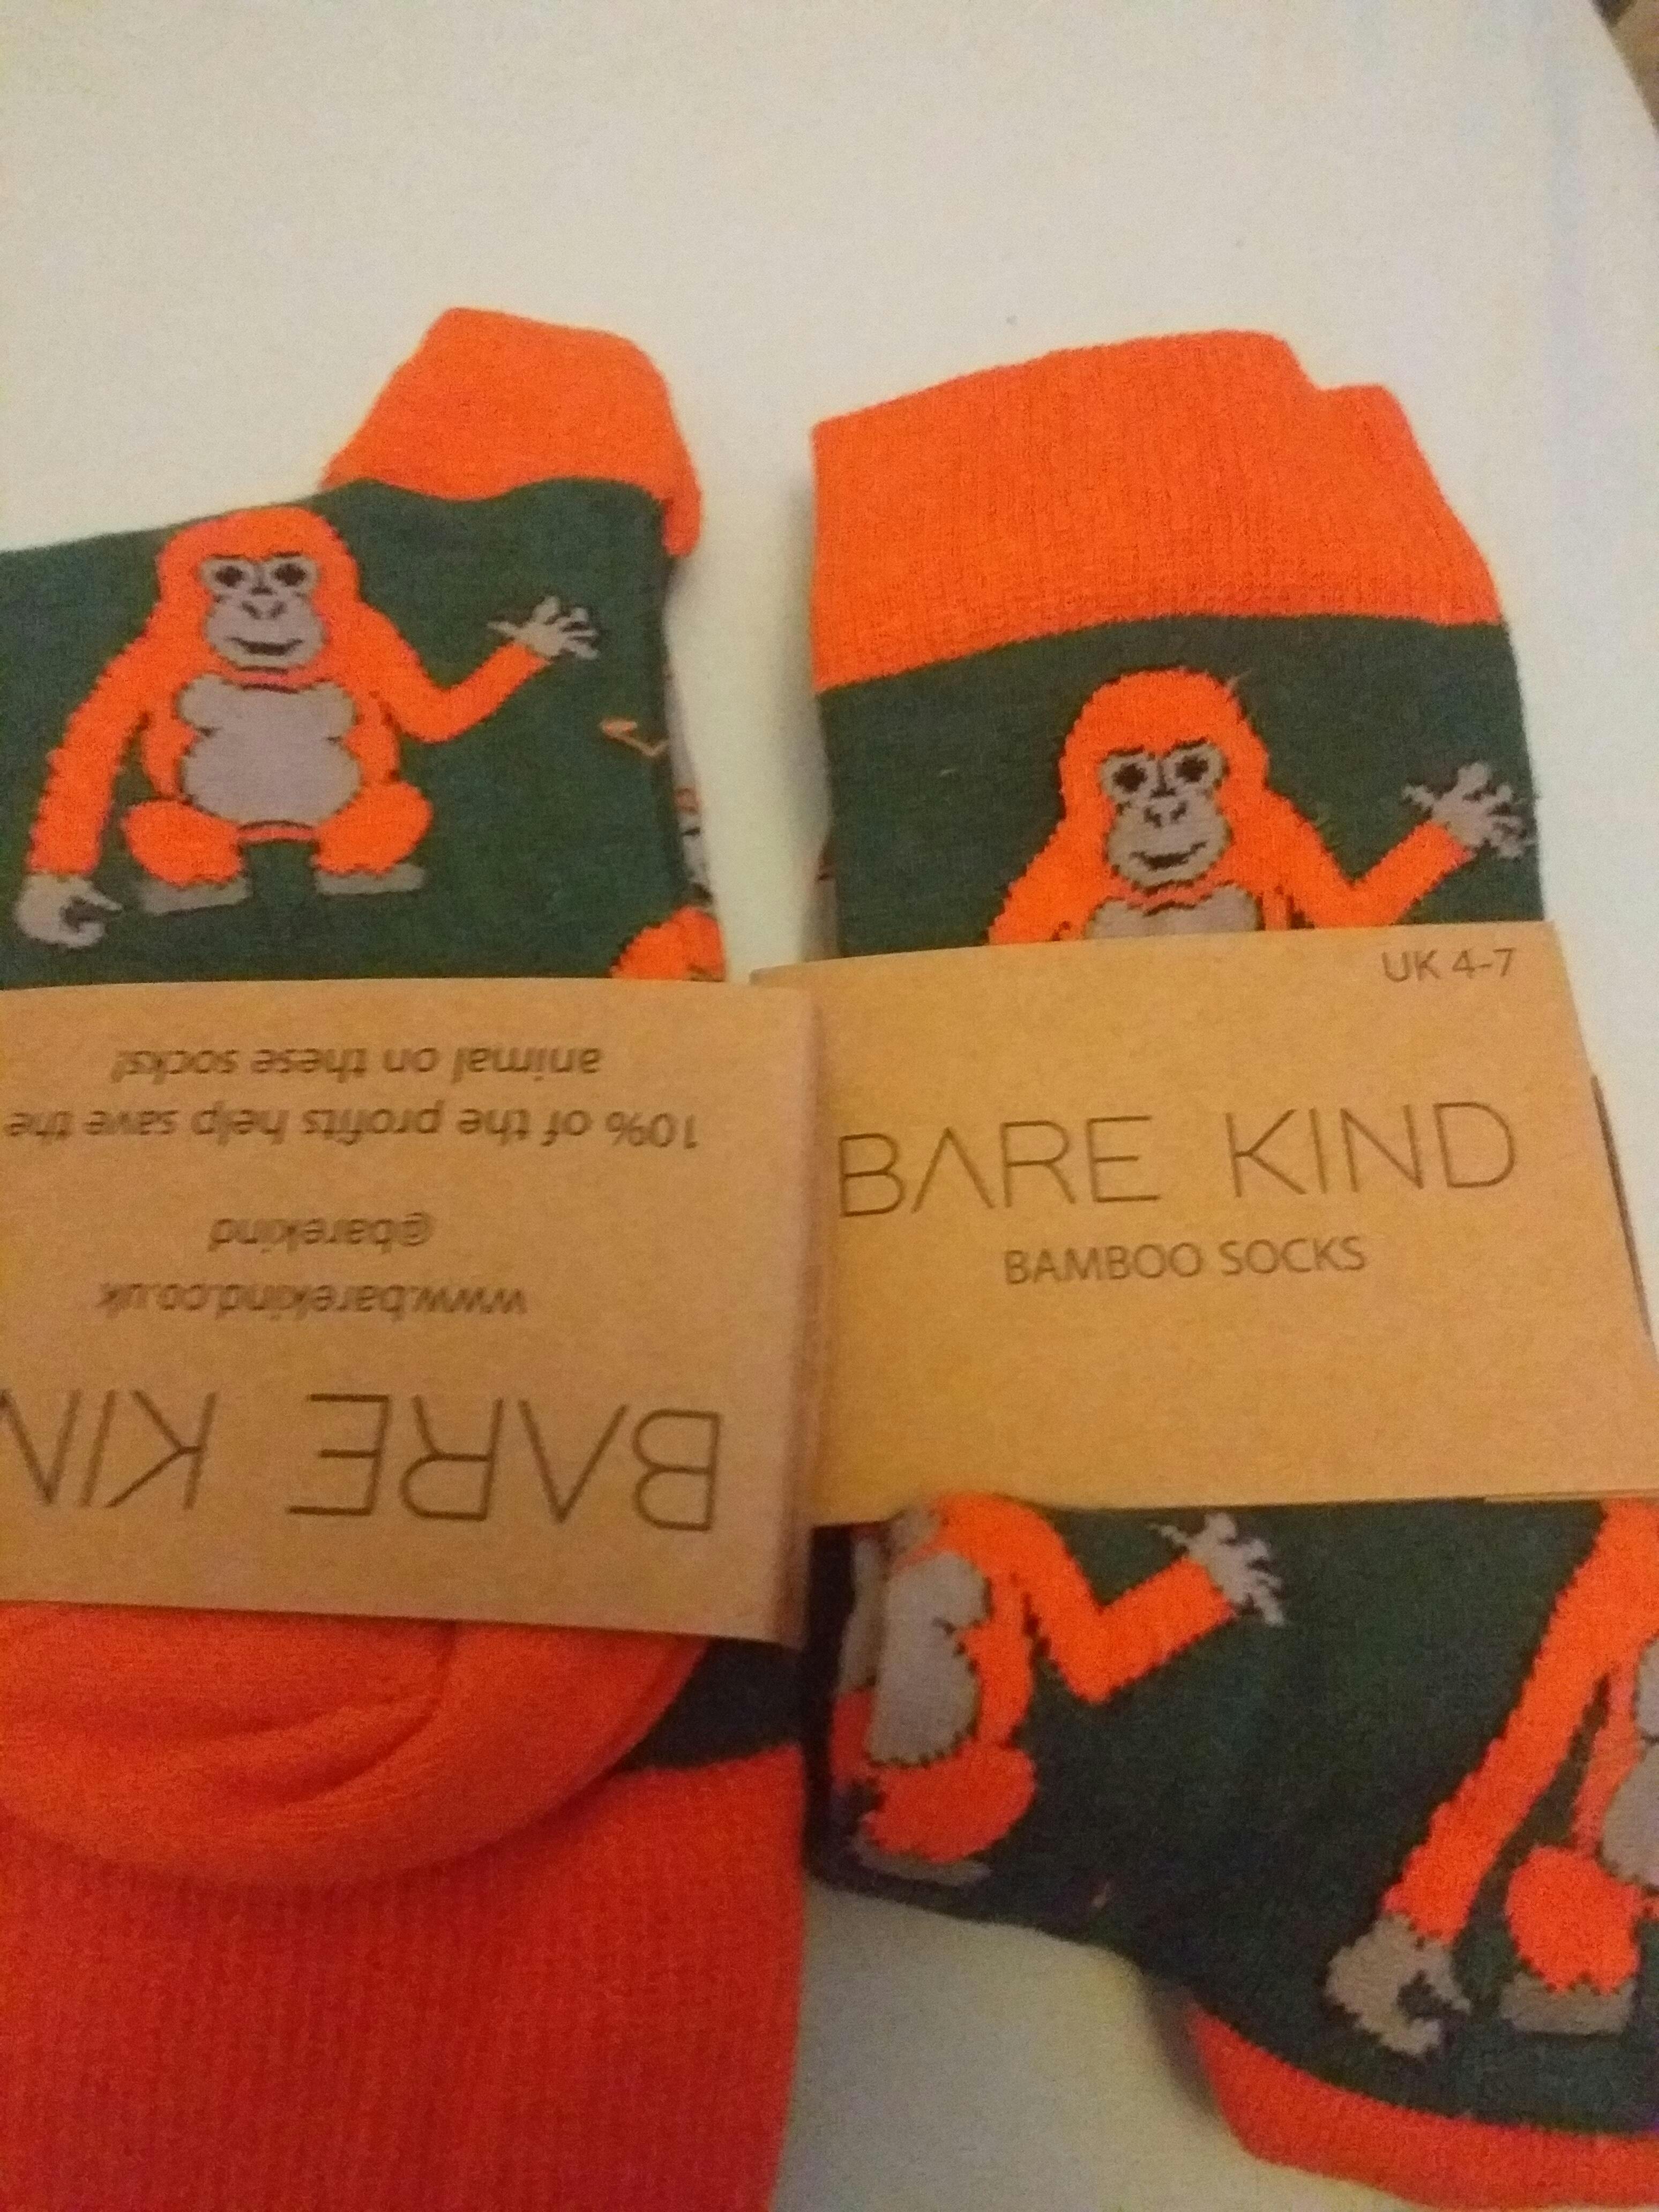 animal on these socks!
10% of the profits help save the
@barekind
www.barekind.co.uk
BARE KIN
UK 4-7
BARE KIND
BAMBOO SOCKS